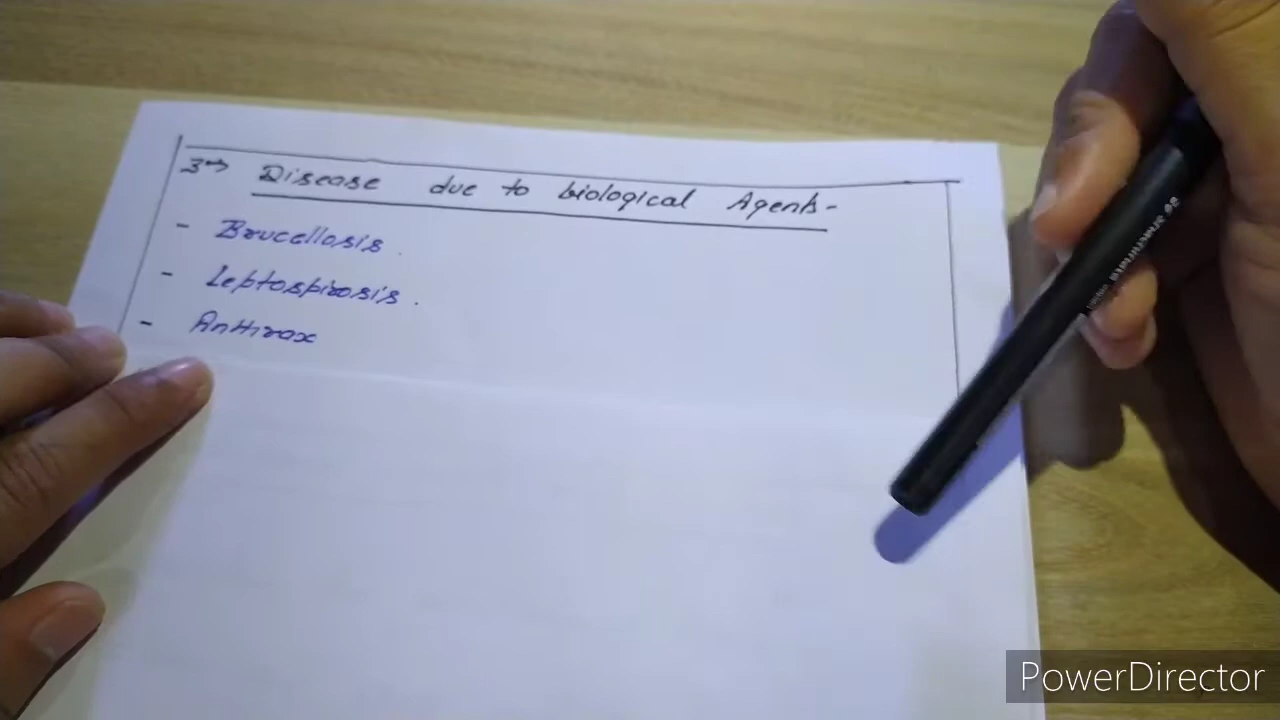 3⇒ Disease due to biological Agents-
- Brucellosis.
- Leptospirosis.
- Anthrax
PowerDirector